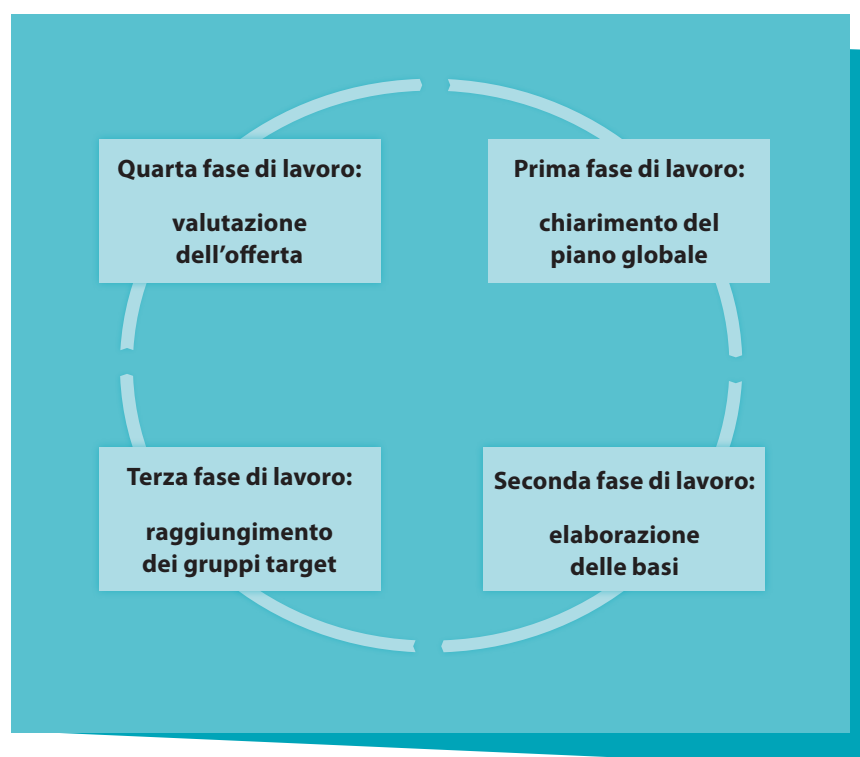 Quarta fase di lavoro:
valutazione
dell’offerta
Prima fase di lavoro:
chiarimento del
piano globale
Terza fase di lavoro:
raggiungimento
dei gruppi target
Seconda fase di lavoro:
elaborazione
delle basi